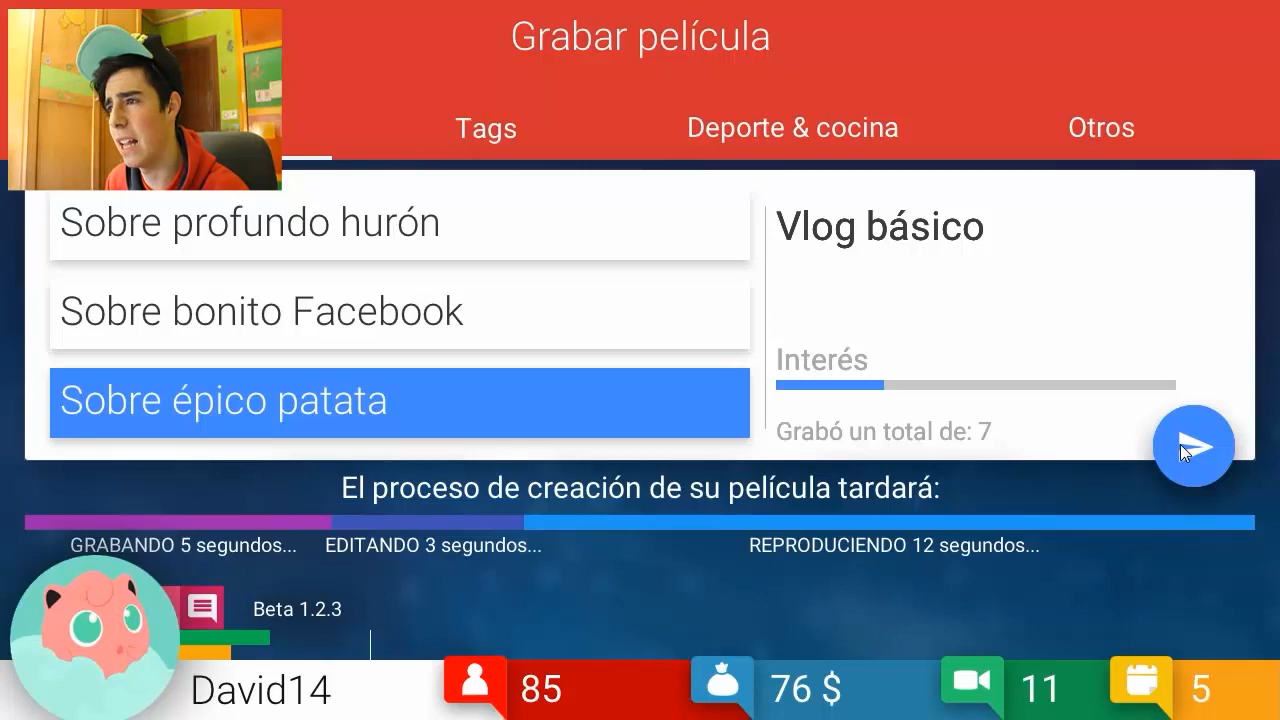 Grabar película
Tags
Deporte & cocina
Otros
Sobre profundo hurón
Sobre bonito Facebook
Sobre épico patata
Vlog básico
Interés
Grabó un total de: 7
El proceso de creación de su película tardará:
GRABANDO 5 segundos...
EDITANDO 3 segundos...
REPRODUCIENDO 12 segundos...
Beta 1.2.3
David14
85
76 $
11
5